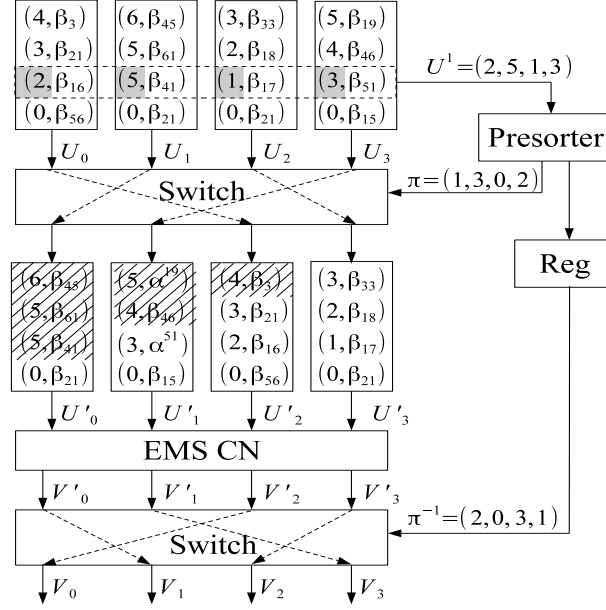 (4,β₃) (6,β₄₅) (3,β₃₃) (5,β₁₉)
(3,β₂₁) (5,β₆₁) (2,β₁₈) (4,β₄₆)
(2,β₁₆) (5,β₄₁) (1,β₁₇) (3,β₅₁) U¹=(2,5,1,3)
(0,β₅₆) (0,β₂₁) (0,β₂₁) (0,β₁₅)
Presorter
U₀ U₁ U₂ U₃
Switch π=(1,3,0,2)
Reg
(6,β₄₅) (5,α¹⁹) (4,β₃) (3,β₃₃)
(5,β₆₁) (4,β₄₆) (3,β₂₁) (2,β₁₈)
(5,β₄₁) (3,α⁵¹) (2,β₁₆) (1,β₁₇)
(0,β₂₁) (0,β₁₅) (0,β₅₆) (0,β₂₁)
U'₀ U'₁ U'₂ U'₃
EMS CN
V'₀ V'₁ V'₂ V'₃
π⁻¹=(2,0,3,1)
Switch
V₀ V₁ V₂ V₃